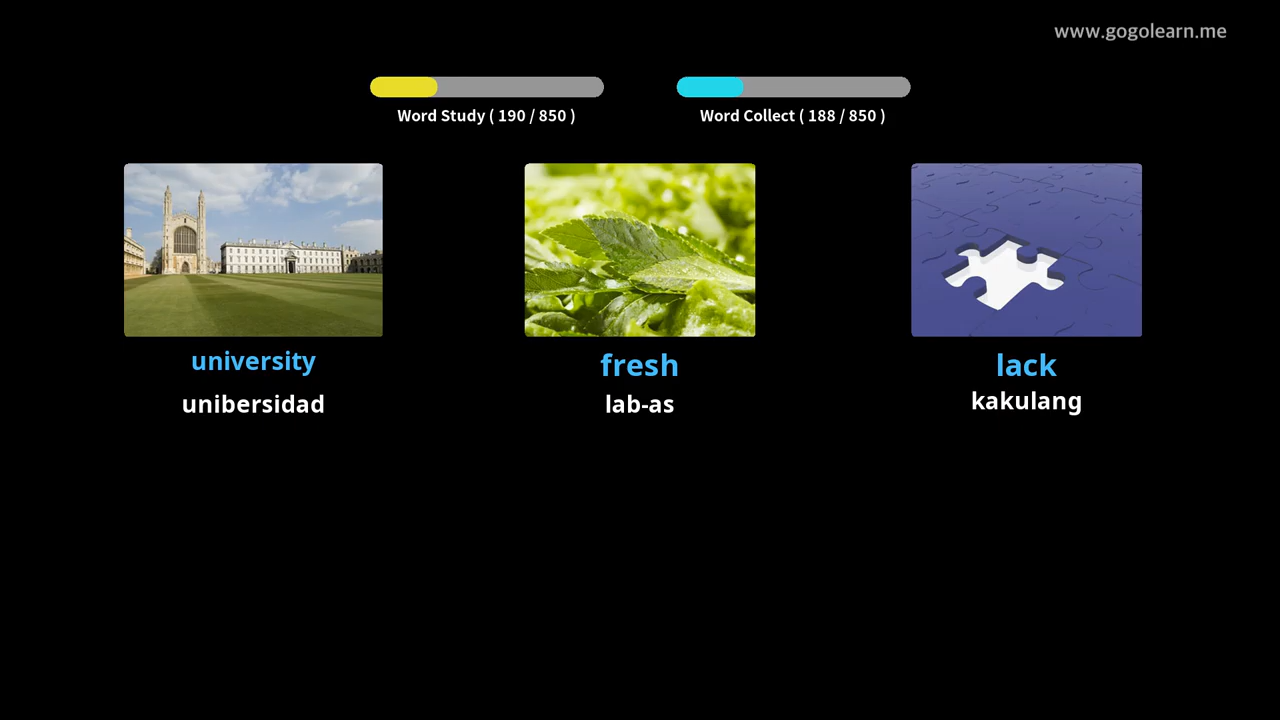 www.gogolearn.me
Word Study ( 190 / 850 )
Word Collect ( 188 / 850 )
university
unibersidad
fresh
lab-as
lack
kakulang